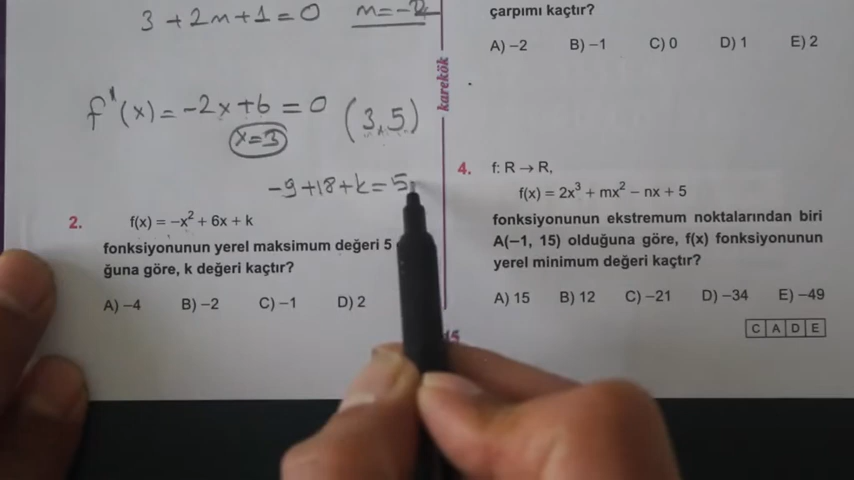 3 + 2m + 1 = 0 m = -2
f'(x) = -2x + 6 = 0 (3, 5)
x = 3
-9 + 18 + k = 5
2. f(x) = –x² + 6x + k
fonksiyonunun yerel maksimum değeri 5
ğuna göre, k değeri kaçtır?
A) –4 B) –2 C) –1 D) 2
karekök
çarpımı kaçtır?
A) –2 B) –1 C) 0 D) 1 E) 2
4. f: R → R,
f(x) = 2x³ + mx² – nx + 5
fonksiyonunun ekstremum noktalarından biri
A(–1, 15) olduğuna göre, f(x) fonksiyonunun
yerel minimum değeri kaçtır?
A) 15 B) 12 C) –21 D) –34 E) –49
C A D E